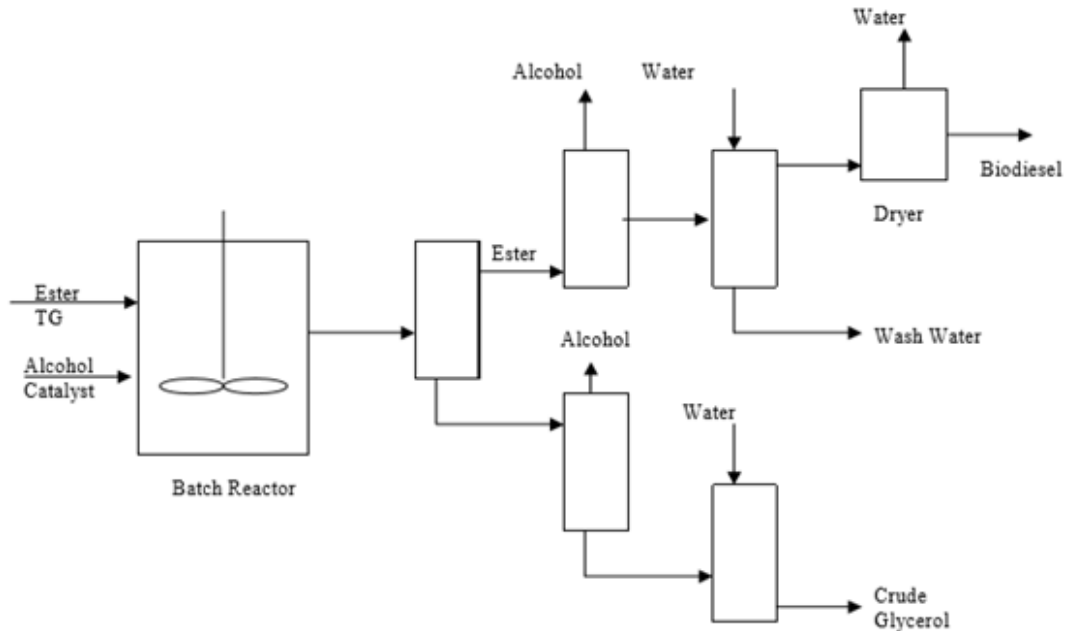 Water
Alcohol
Water
Biodiesel
Dryer
Ester
Ester
TG
Wash Water
Alcohol
Alcohol
Catalyst
Water
Batch Reactor
Crude
Glycerol